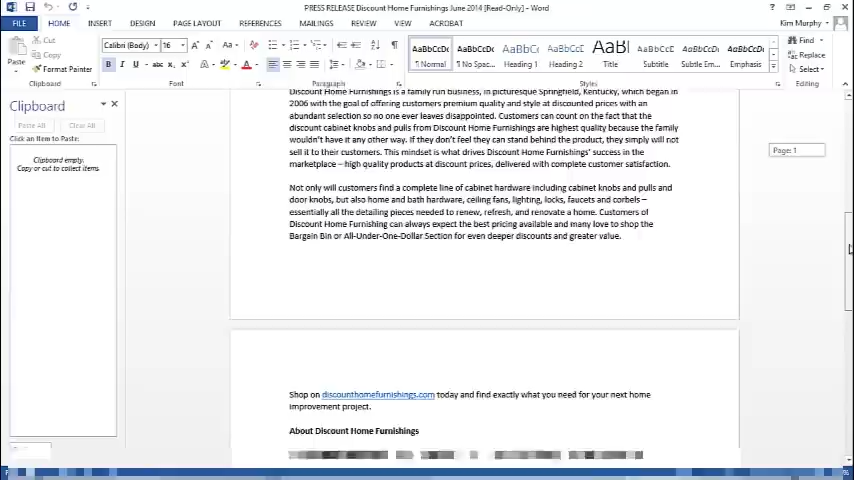 PRESS RELEASE Discount Home Furnishings June 2014 [Read-Only] - Word
FILE HOME INSERT DESIGN PAGE LAYOUT REFERENCES MAILINGS REVIEW VIEW ACROBAT
Kim Murphy
Paste
Cut
Copy
Format Painter
Clipboard
Calibri (Body) 16
Font
Paragraph
AaBbCcDc AaBbCcDc AaBbCc AaBbCcD AaB AaBbCcD AaBbCcDc AaBbCcDc
¶ Normal ¶ No Spac... Heading 1 Heading 2 Title Subtitle Subtle Em... Emphasis
Styles
Find
Replace
Select
Editing
Clipboard
Paste All Clear All
Click an Item to Paste:
Clipboard empty.
Copy or cut to collect items.
Page: 1
Discount Home Furnishings is a family run business, in picturesque Springfield, Kentucky, which began in
2006 with the goal of offering customers premium quality and style at discounted prices with an
abundant selection so no one ever leaves disappointed. Customers can count on the fact that the
discount cabinet knobs and pulls from Discount Home Furnishings are highest quality because the family
wouldn't have it any other way. If they don't feel they can stand behind the product, they simply will not
sell it to their customers. This mindset is what drives Discount Home Furnishings' success in the
marketplace – high quality products at discount prices, delivered with complete customer satisfaction.
Not only will customers find a complete line of cabinet hardware including cabinet knobs and pulls and
door knobs, but also home and bath hardware, ceiling fans, lighting, locks, faucets and corbels –
essentially all the detailing pieces needed to renew, refresh, and renovate a home. Customers of
Discount Home Furnishing can always expect the best pricing available and many love to shop the
Bargain Bin or All-Under-One-Dollar Section for even deeper discounts and greater value.
Shop on discounthomefurnishings.com today and find exactly what you need for your next home
improvement project.
About Discount Home Furnishings